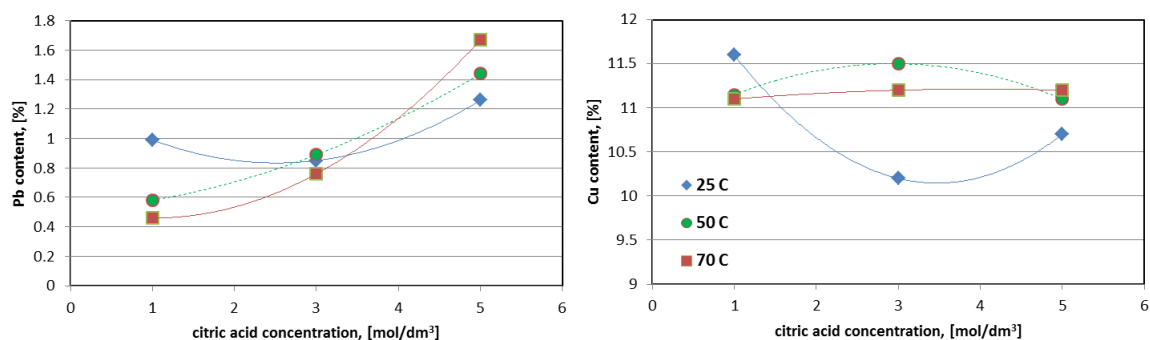 1.8
1.6
1.4
1.2
1
0.8
0.6
0.4
0.2
0
Pb content, [%]
0 1 2 3 4 5 6
citric acid concentration, [mol/dm³]
12
11.5
11
10.5
10
9.5
9
Cu content, [%]
25 C
50 C
70 C
0 1 2 3 4 5 6
citric acid concentration, [mol/dm³]